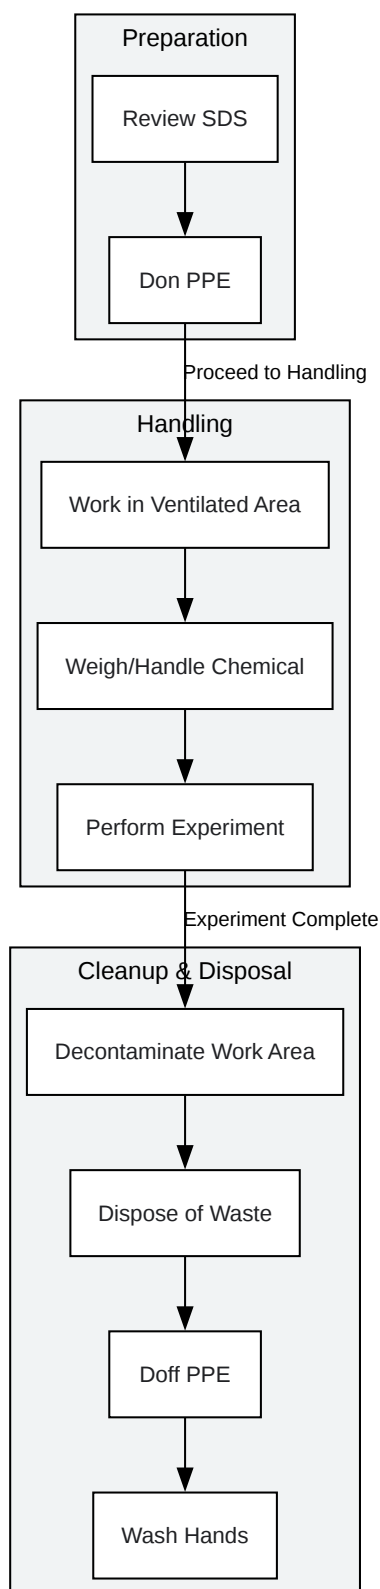 Preparation
Review SDS
Don PPE
Proceed to Handling
Handling
Work in Ventilated Area
Weigh/Handle Chemical
Perform Experiment
Experiment Complete
Cleanup & Disposal
Decontaminate Work Area
Dispose of Waste
Doff PPE
Wash Hands